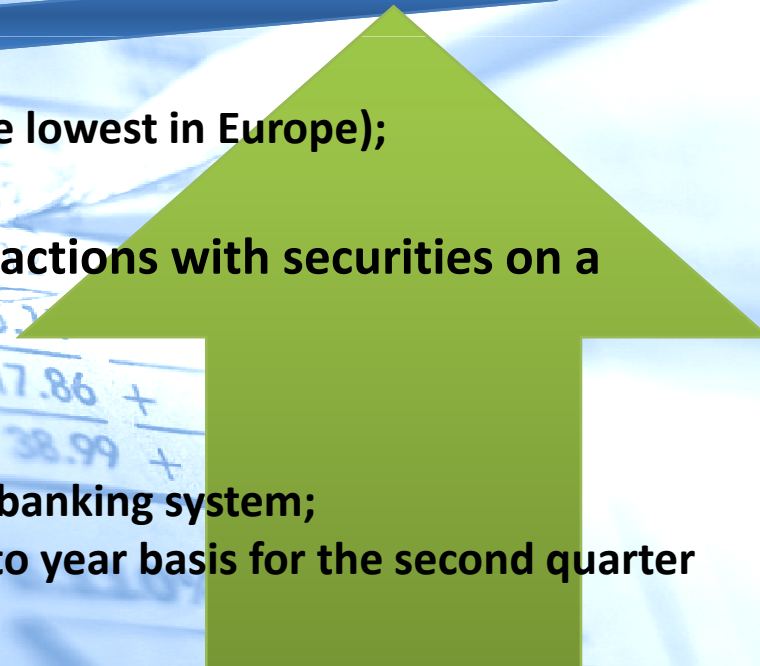 e lowest in Europe);
actions with securities on a
17.86 +
38.99 +
banking system;
to year basis for the second quarter